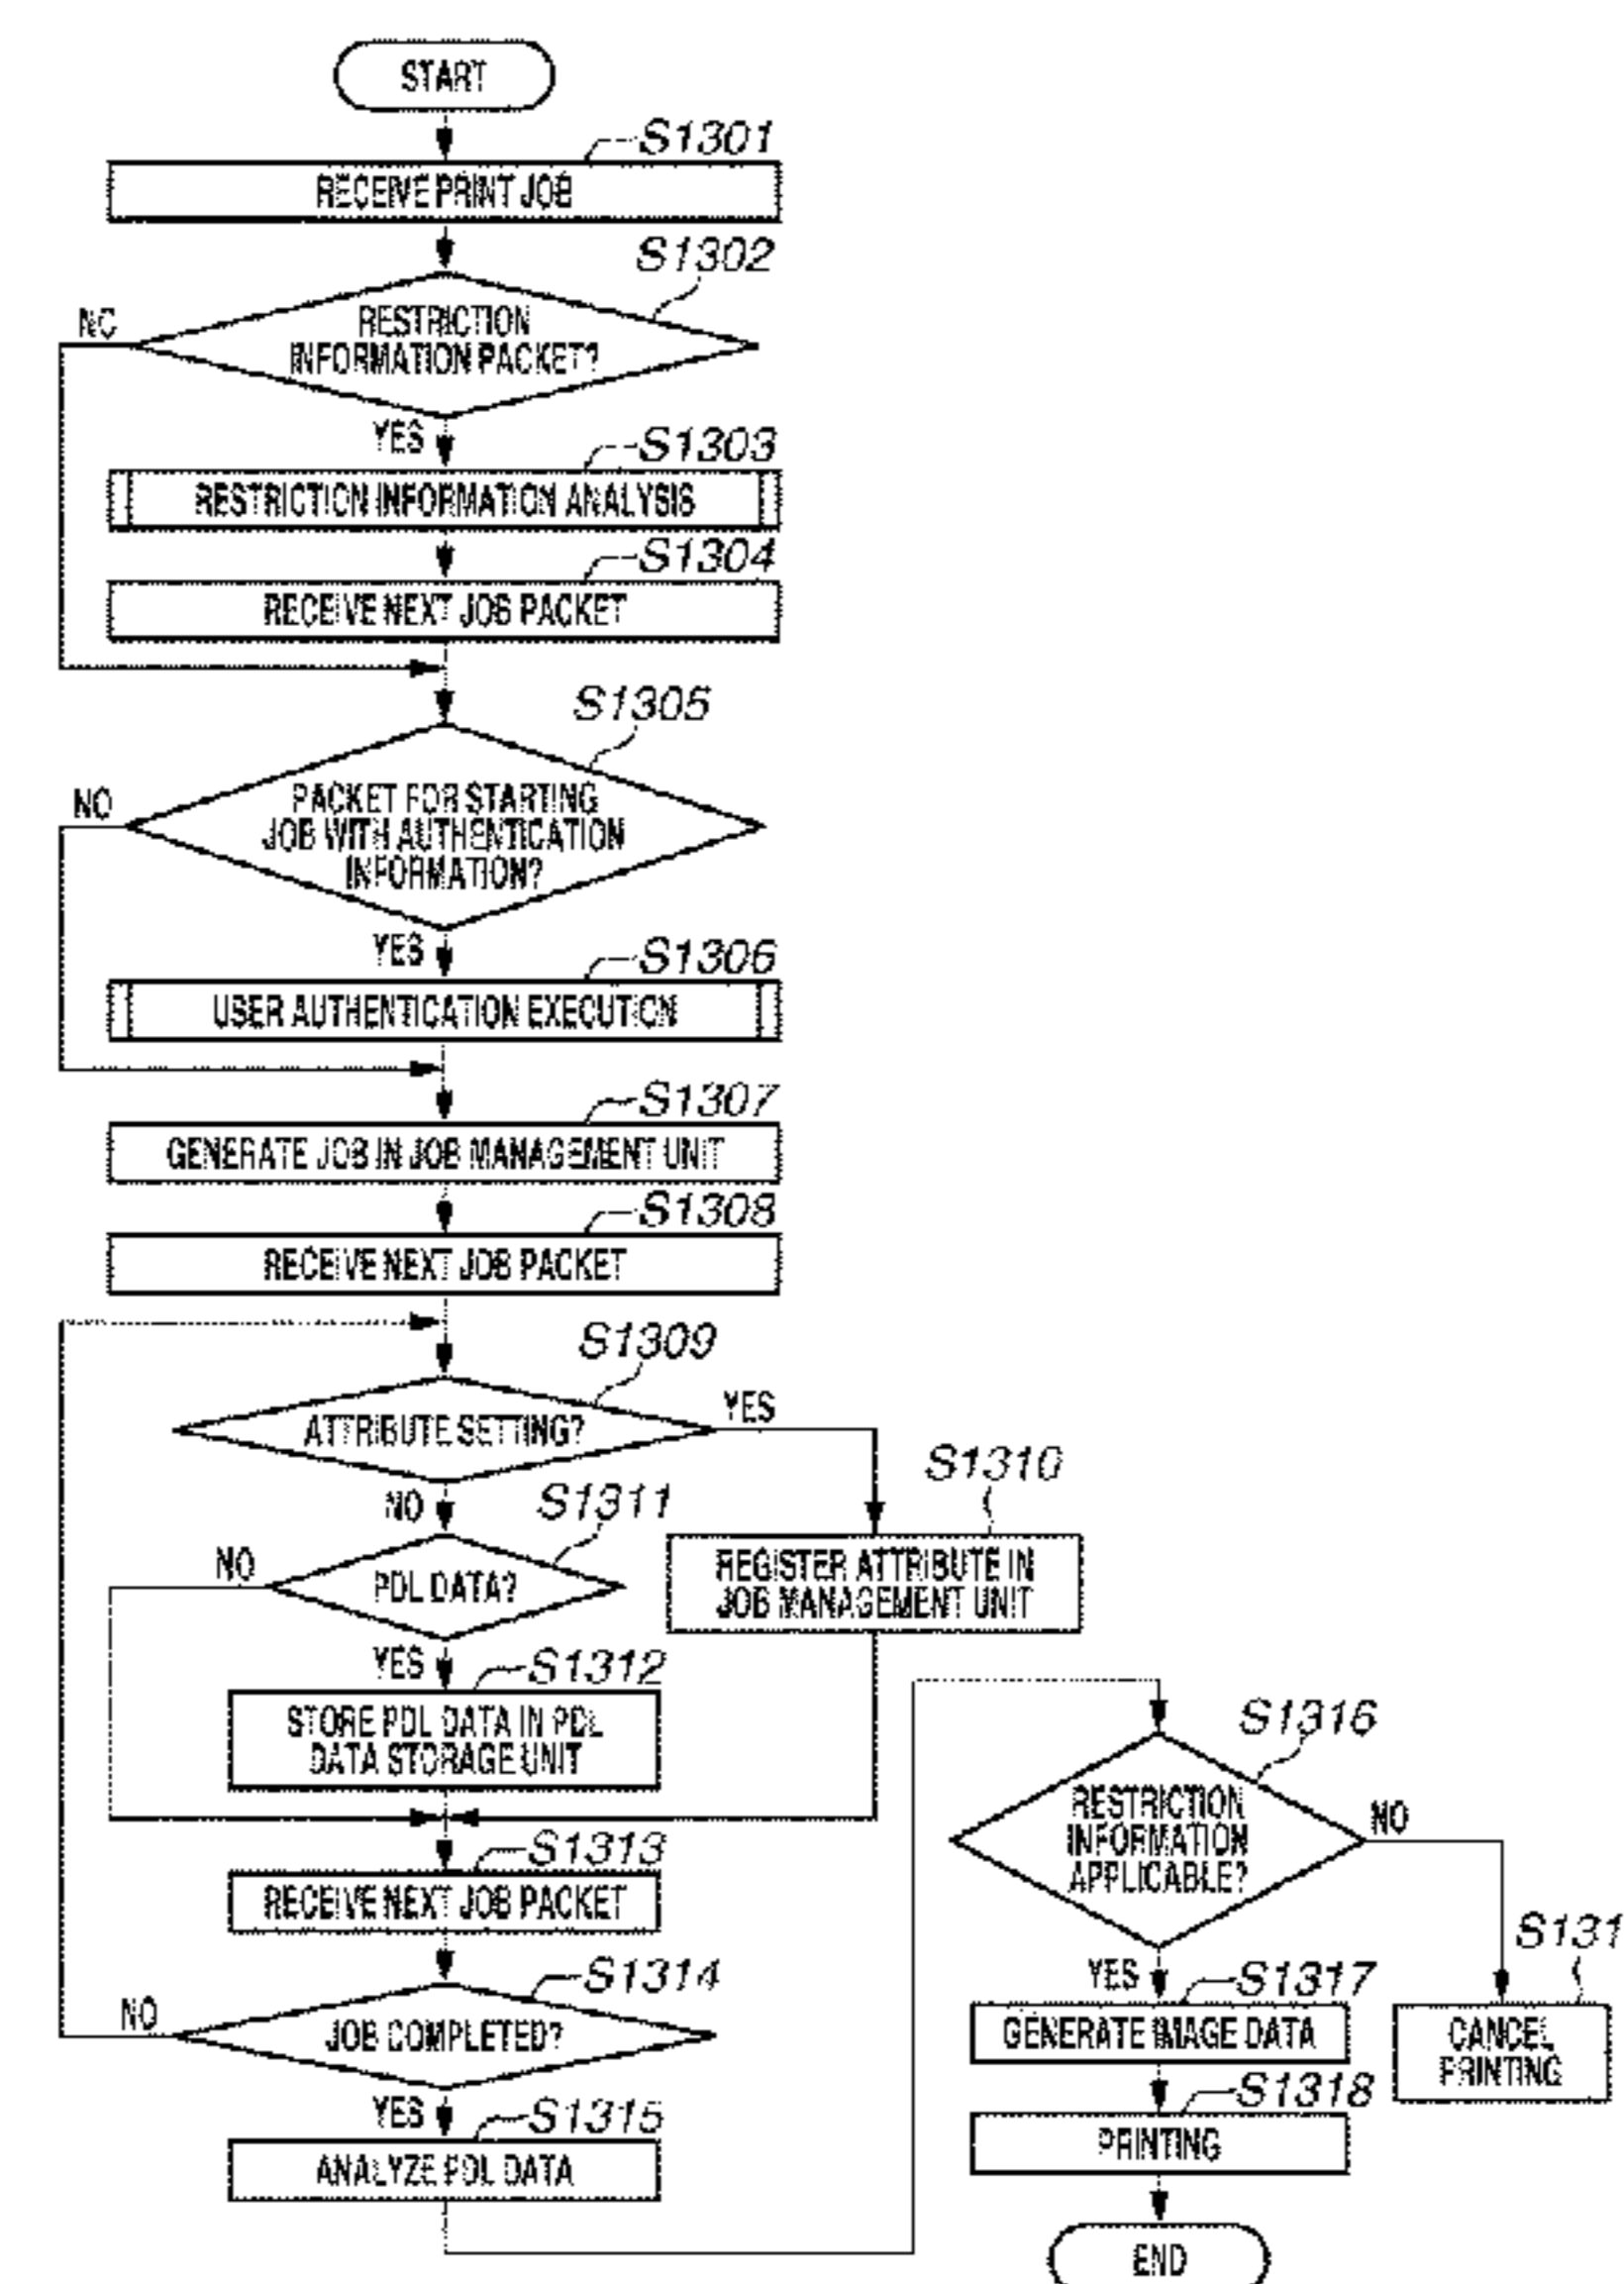 START
S1301
RECEIVE PRINT JOB
S1302
RESTRICTION
INFORMATION PACKET?
NO
YES
S1303
RESTRICTION INFORMATION ANALYSIS
S1304
RECEIVE NEXT JOB PACKET
S1305
PACKET FOR STARTING
JOB WITH AUTHENTICATION
INFORMATION?
NO
YES
S1306
USER AUTHENTICATION EXECUTION
S1307
GENERATE JOB IN JOB MANAGEMENT UNIT
S1308
RECEIVE NEXT JOB PACKET
S1309
ATTRIBUTE SETTING?
YES
NO
S1310
REGISTER ATTRIBUTE IN
JOB MANAGEMENT UNIT
S1311
PDL DATA?
NO
YES
S1312
STORE PDL DATA IN PDL
DATA STORAGE UNIT
S1313
RECEIVE NEXT JOB PACKET
S1314
JOB COMPLETED?
NO
YES
S1315
ANALYZE PDL DATA
S1316
RESTRICTION
INFORMATION
APPLICABLE?
NO
YES
S1317
GENERATE IMAGE DATA
S131
CANCEL
PRINTING
S1318
PRINTING
END